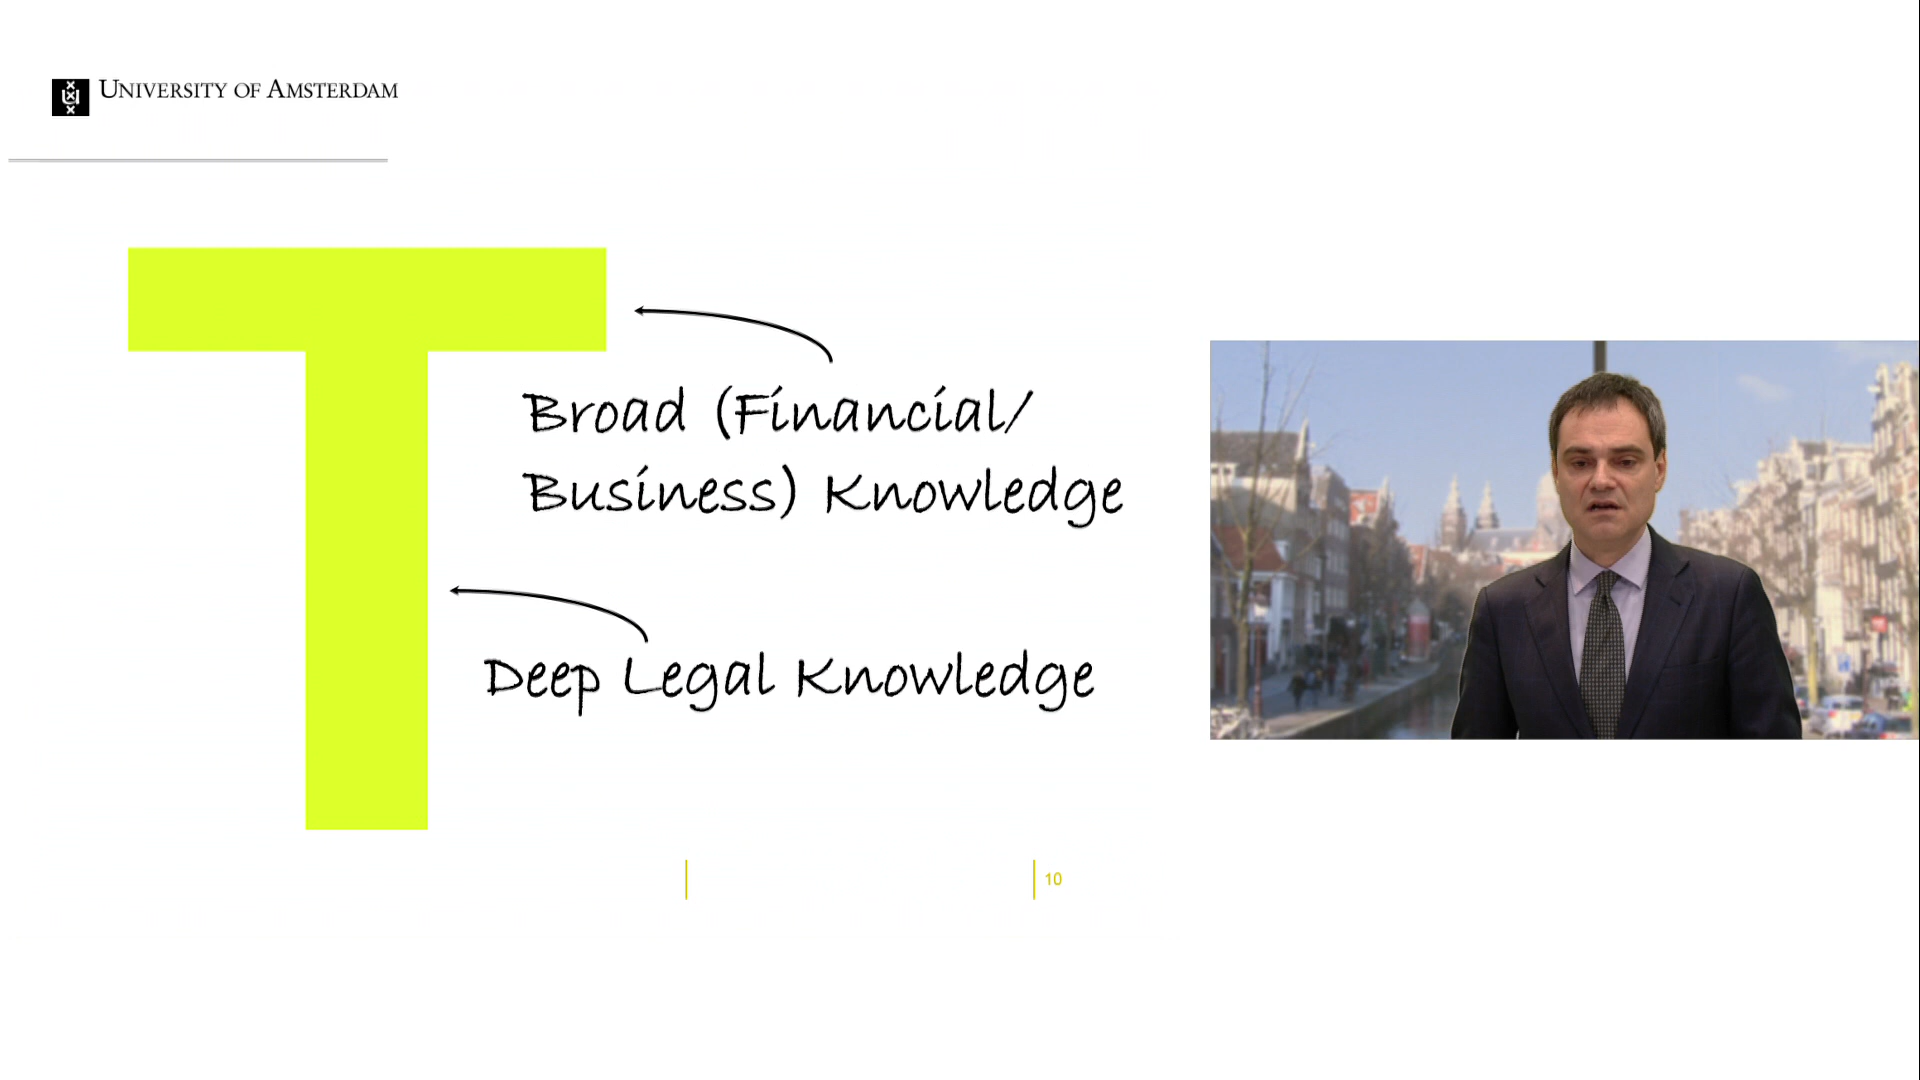 University of Amsterdam
Broad (Financial/
Business) Knowledge
Deep Legal Knowledge
10